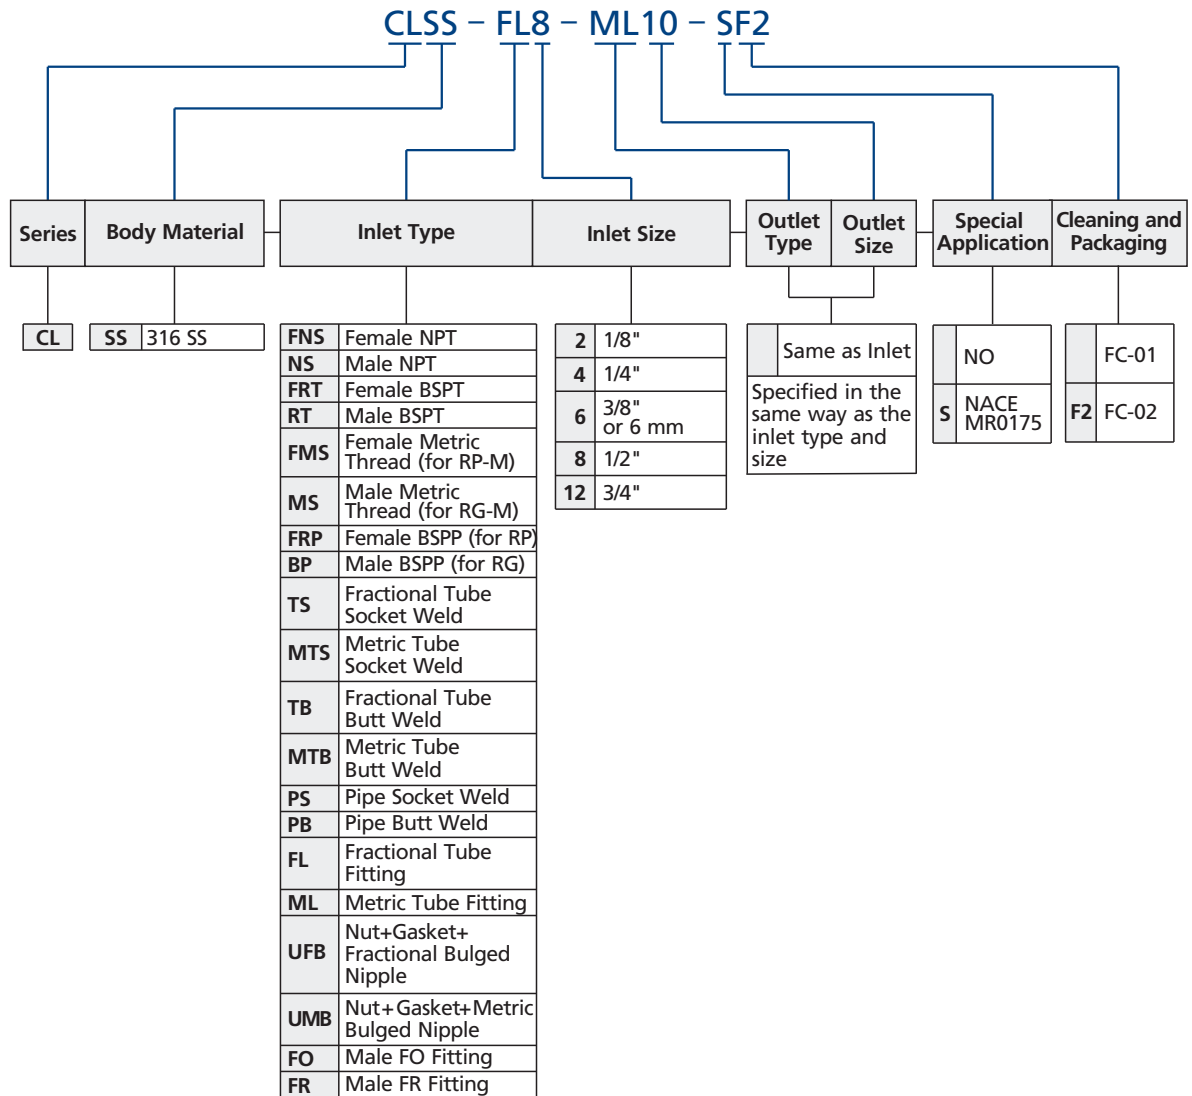 CLSS – FL8 – ML10 – SF2
Series
Body Material
Inlet Type
Inlet Size
Outlet
Type
Outlet
Size
Special
Application
Cleaning and
Packaging
CL
SS 316 SS
FNS Female NPT
NS Male NPT
FRT Female BSPT
RT Male BSPT
FMS Female Metric
Thread (for RP-M)
MS Male Metric
Thread (for RG-M)
FRP Female BSPP (for RP)
BP Male BSPP (for RG)
TS Fractional Tube
Socket Weld
MTS Metric Tube
Socket Weld
TB Fractional Tube
Butt Weld
MTB Metric Tube
Butt Weld
PS Pipe Socket Weld
PB Pipe Butt Weld
FL Fractional Tube
Fitting
ML Metric Tube Fitting
UFB Nut+Gasket+
Fractional Bulged
Nipple
UMB Nut+Gasket+Metric
Bulged Nipple
FO Male FO Fitting
FR Male FR Fitting
2 1/8"
4 1/4"
6 3/8"
or 6 mm
8 1/2"
12 3/4"
Same as Inlet
Specified in the
same way as the
inlet type and
size
NO
S NACE
MR0175
FC-01
F2 FC-02